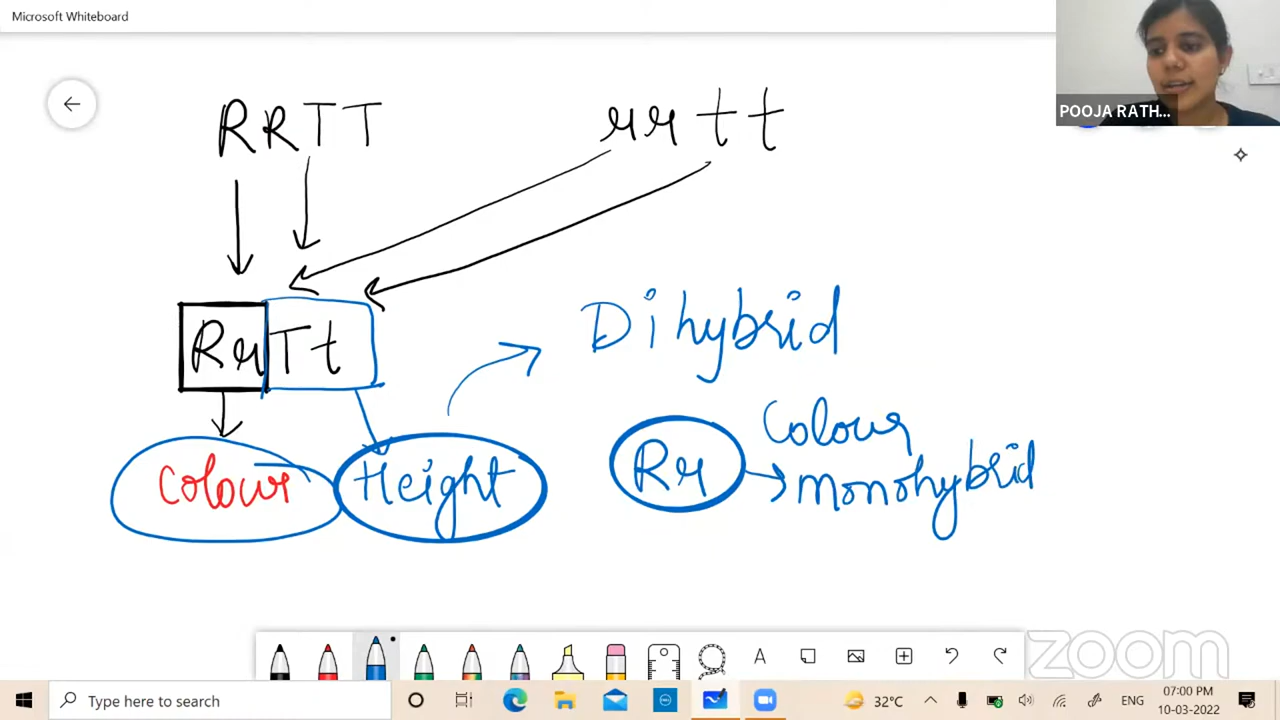 Microsoft Whiteboard
POOJA RATH...
RRTT
rrtt
RrTt
Dihybrid
Colour
Rr
monohybrid
Colour
Height
A
zoom
Type here to search
32°C
ENG
07:00 PM
10-03-2022